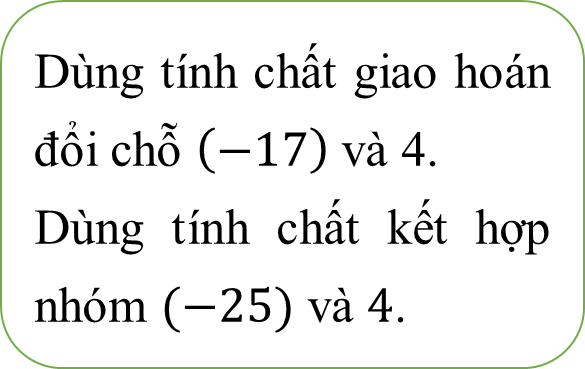 Dùng tính chất giao hoán
đổi chỗ (−17) và 4.
Dùng tính chất kết hợp
nhóm (−25) và 4.